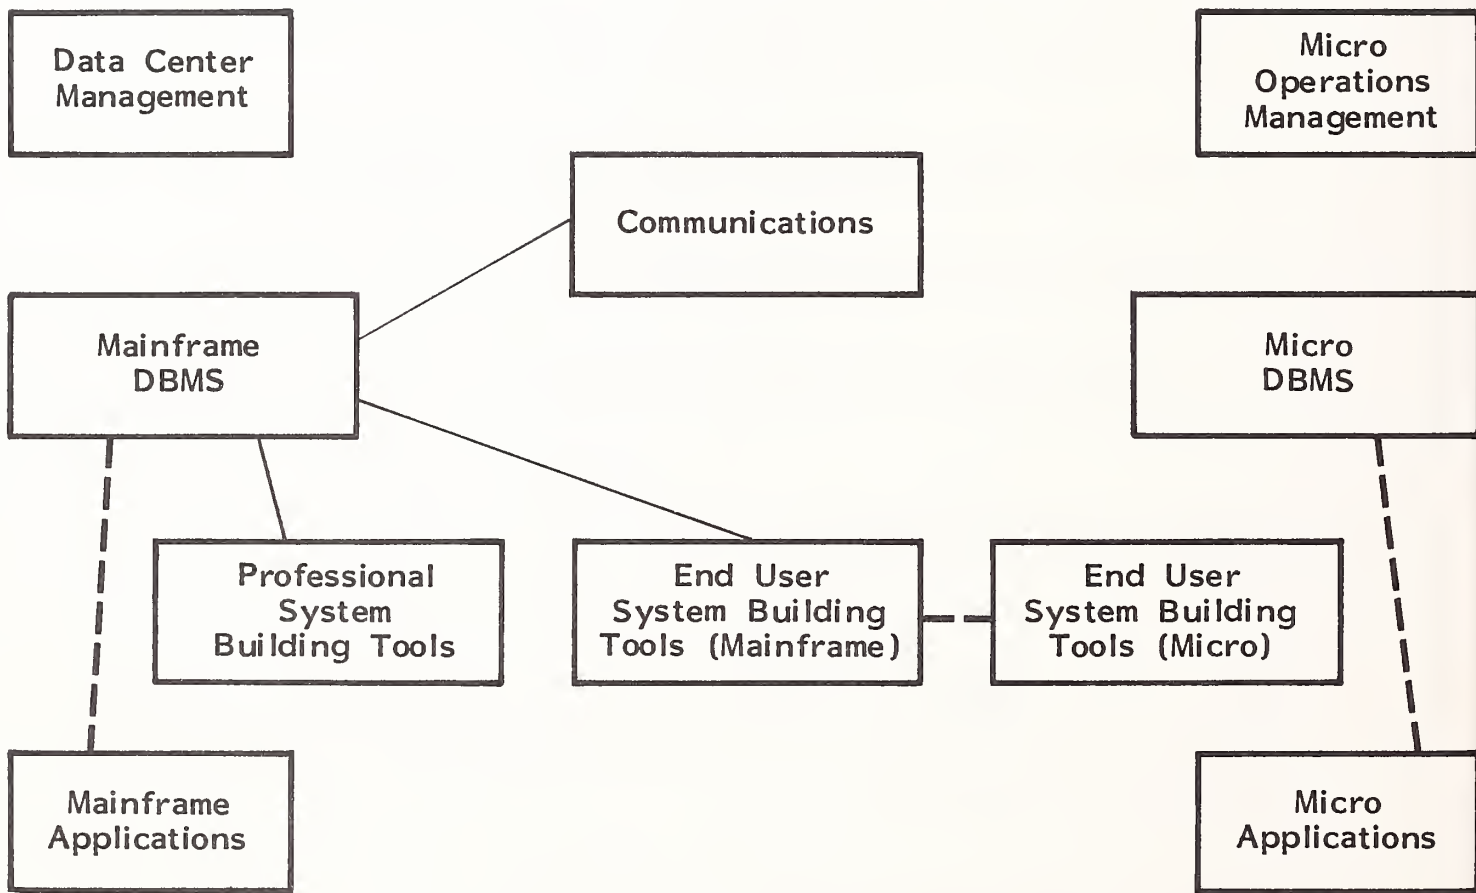 Data Center
Management
Micro
Operations
Management
Communications
Mainframe
DBMS
Micro
DBMS
Professional
System
Building Tools
End User
System Building
Tools (Mainframe)
End User
System Building
Tools (Micro)
Mainframe
Applications
Micro
Applications